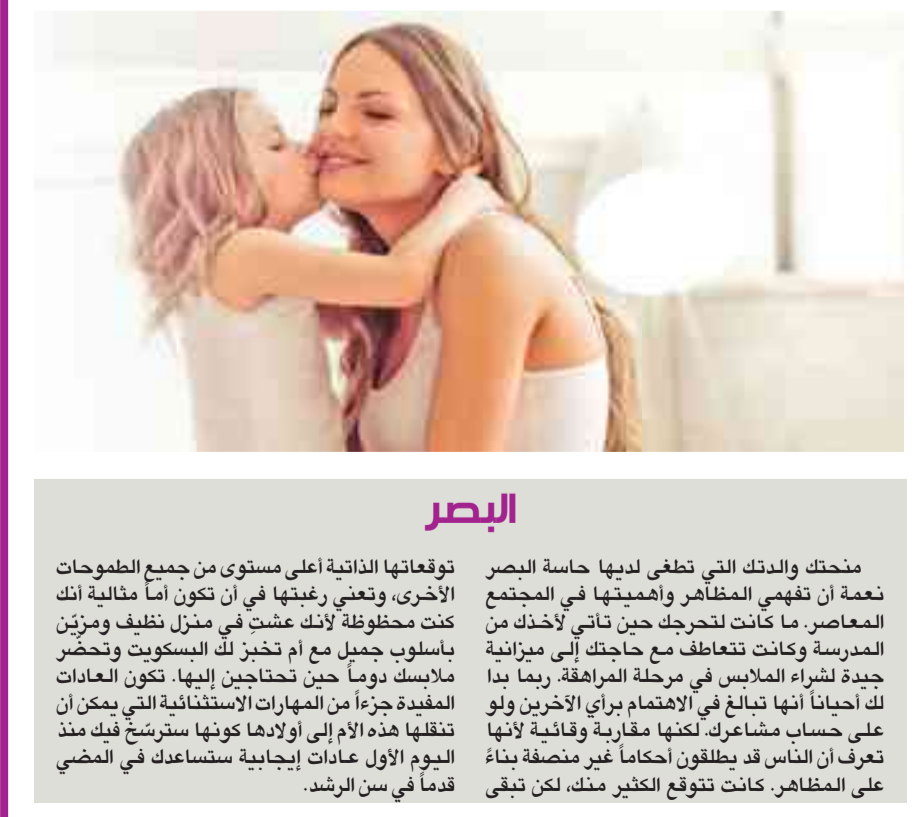 البصر
منحتك والدتك التي تطغى لديها حاسة البصر
نعمة أن تفهمي المظاهر وأهميتها في المجتمع
المعاصر. ما كانت لتحرجك حين تأتي لأخذك من
المدرسة وكانت تتعاطف مع حاجتك إلى ميزانية
جيدة لشراء الملابس في مرحلة المراهقة. ربما بدا
لك أحياناً أنها تبالغ في الاهتمام برأي الآخرين ولو
على حساب مشاعرك. لكنها مقاربة وقائية لأنها
تعرف أن الناس قد يطلقون أحكاماً غير منصفة بناءً
على المظاهر. كانت تتوقع الكثير منك، لكن تبقى
توقعاتها الذاتية أعلى مستوى من جميع الطموحات
الأخرى، وتعني رغبتها في أن تكون أماً مثالية أنك
كنت محظوظة لأنك عشتِ في منزل نظيف ومزيّن
بأسلوب جميل مع أم تخبز لك البسكويت وتحضّر
ملابسك دوماً حين تحتاجين إليها. تكون العادات
المفيدة جزءاً من المهارات الاستثنائية التي يمكن أن
تنقلها هذه الأم إلى أولادها كونها سترسّخ فيك منذ
اليوم الأول عادات إيجابية ستساعدك في المضي
قدماً في سن الرشد.